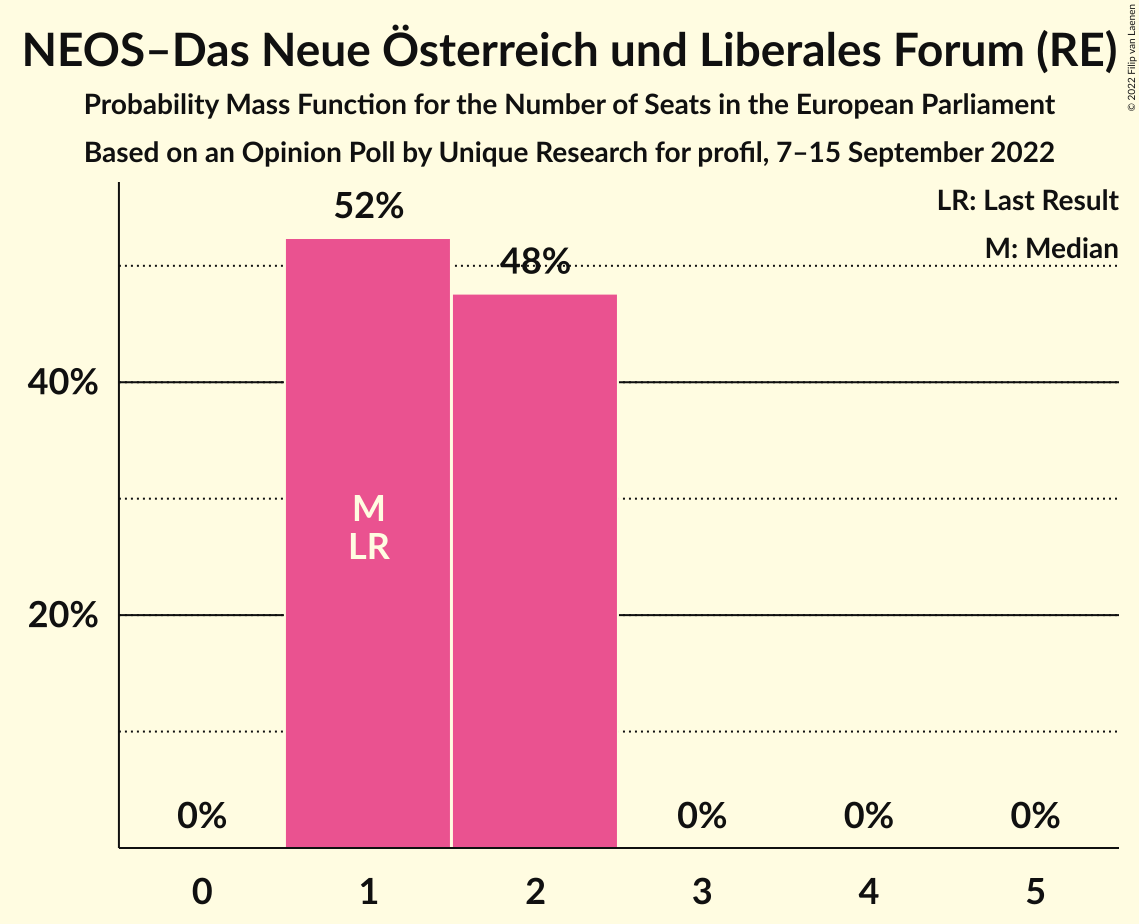 NEOS–Das Neue Österreich und Liberales Forum (RE)
Probability Mass Function for the Number of Seats in the European Parliament
Based on an Opinion Poll by Unique Research for profil, 7–15 September 2022
© 2022 Filip van Laenen
LR: Last Result
M: Median
52%
48%
40%
20%
M
LR
0%
0%
0%
0%
0
1
2
3
4
5